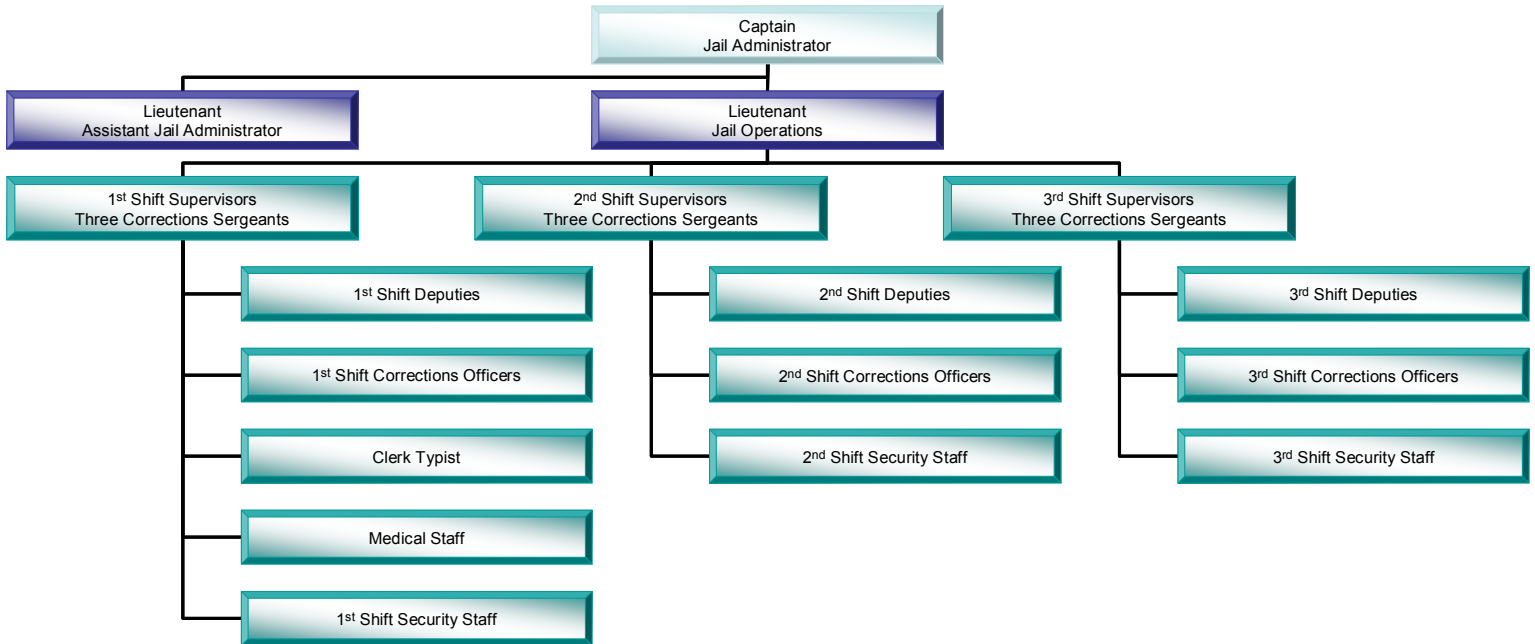 Captain
Jail Administrator
Lieutenant
Assistant Jail Administrator
Lieutenant
Jail Operations
1st Shift Supervisors
Three Corrections Sergeants
2nd Shift Supervisors
Three Corrections Sergeants
3rd Shift Supervisors
Three Corrections Sergeants
1st Shift Deputies
2nd Shift Deputies
3rd Shift Deputies
1st Shift Corrections Officers
2nd Shift Corrections Officers
3rd Shift Corrections Officers
Clerk Typist
2nd Shift Security Staff
3rd Shift Security Staff
Medical Staff
1st Shift Security Staff